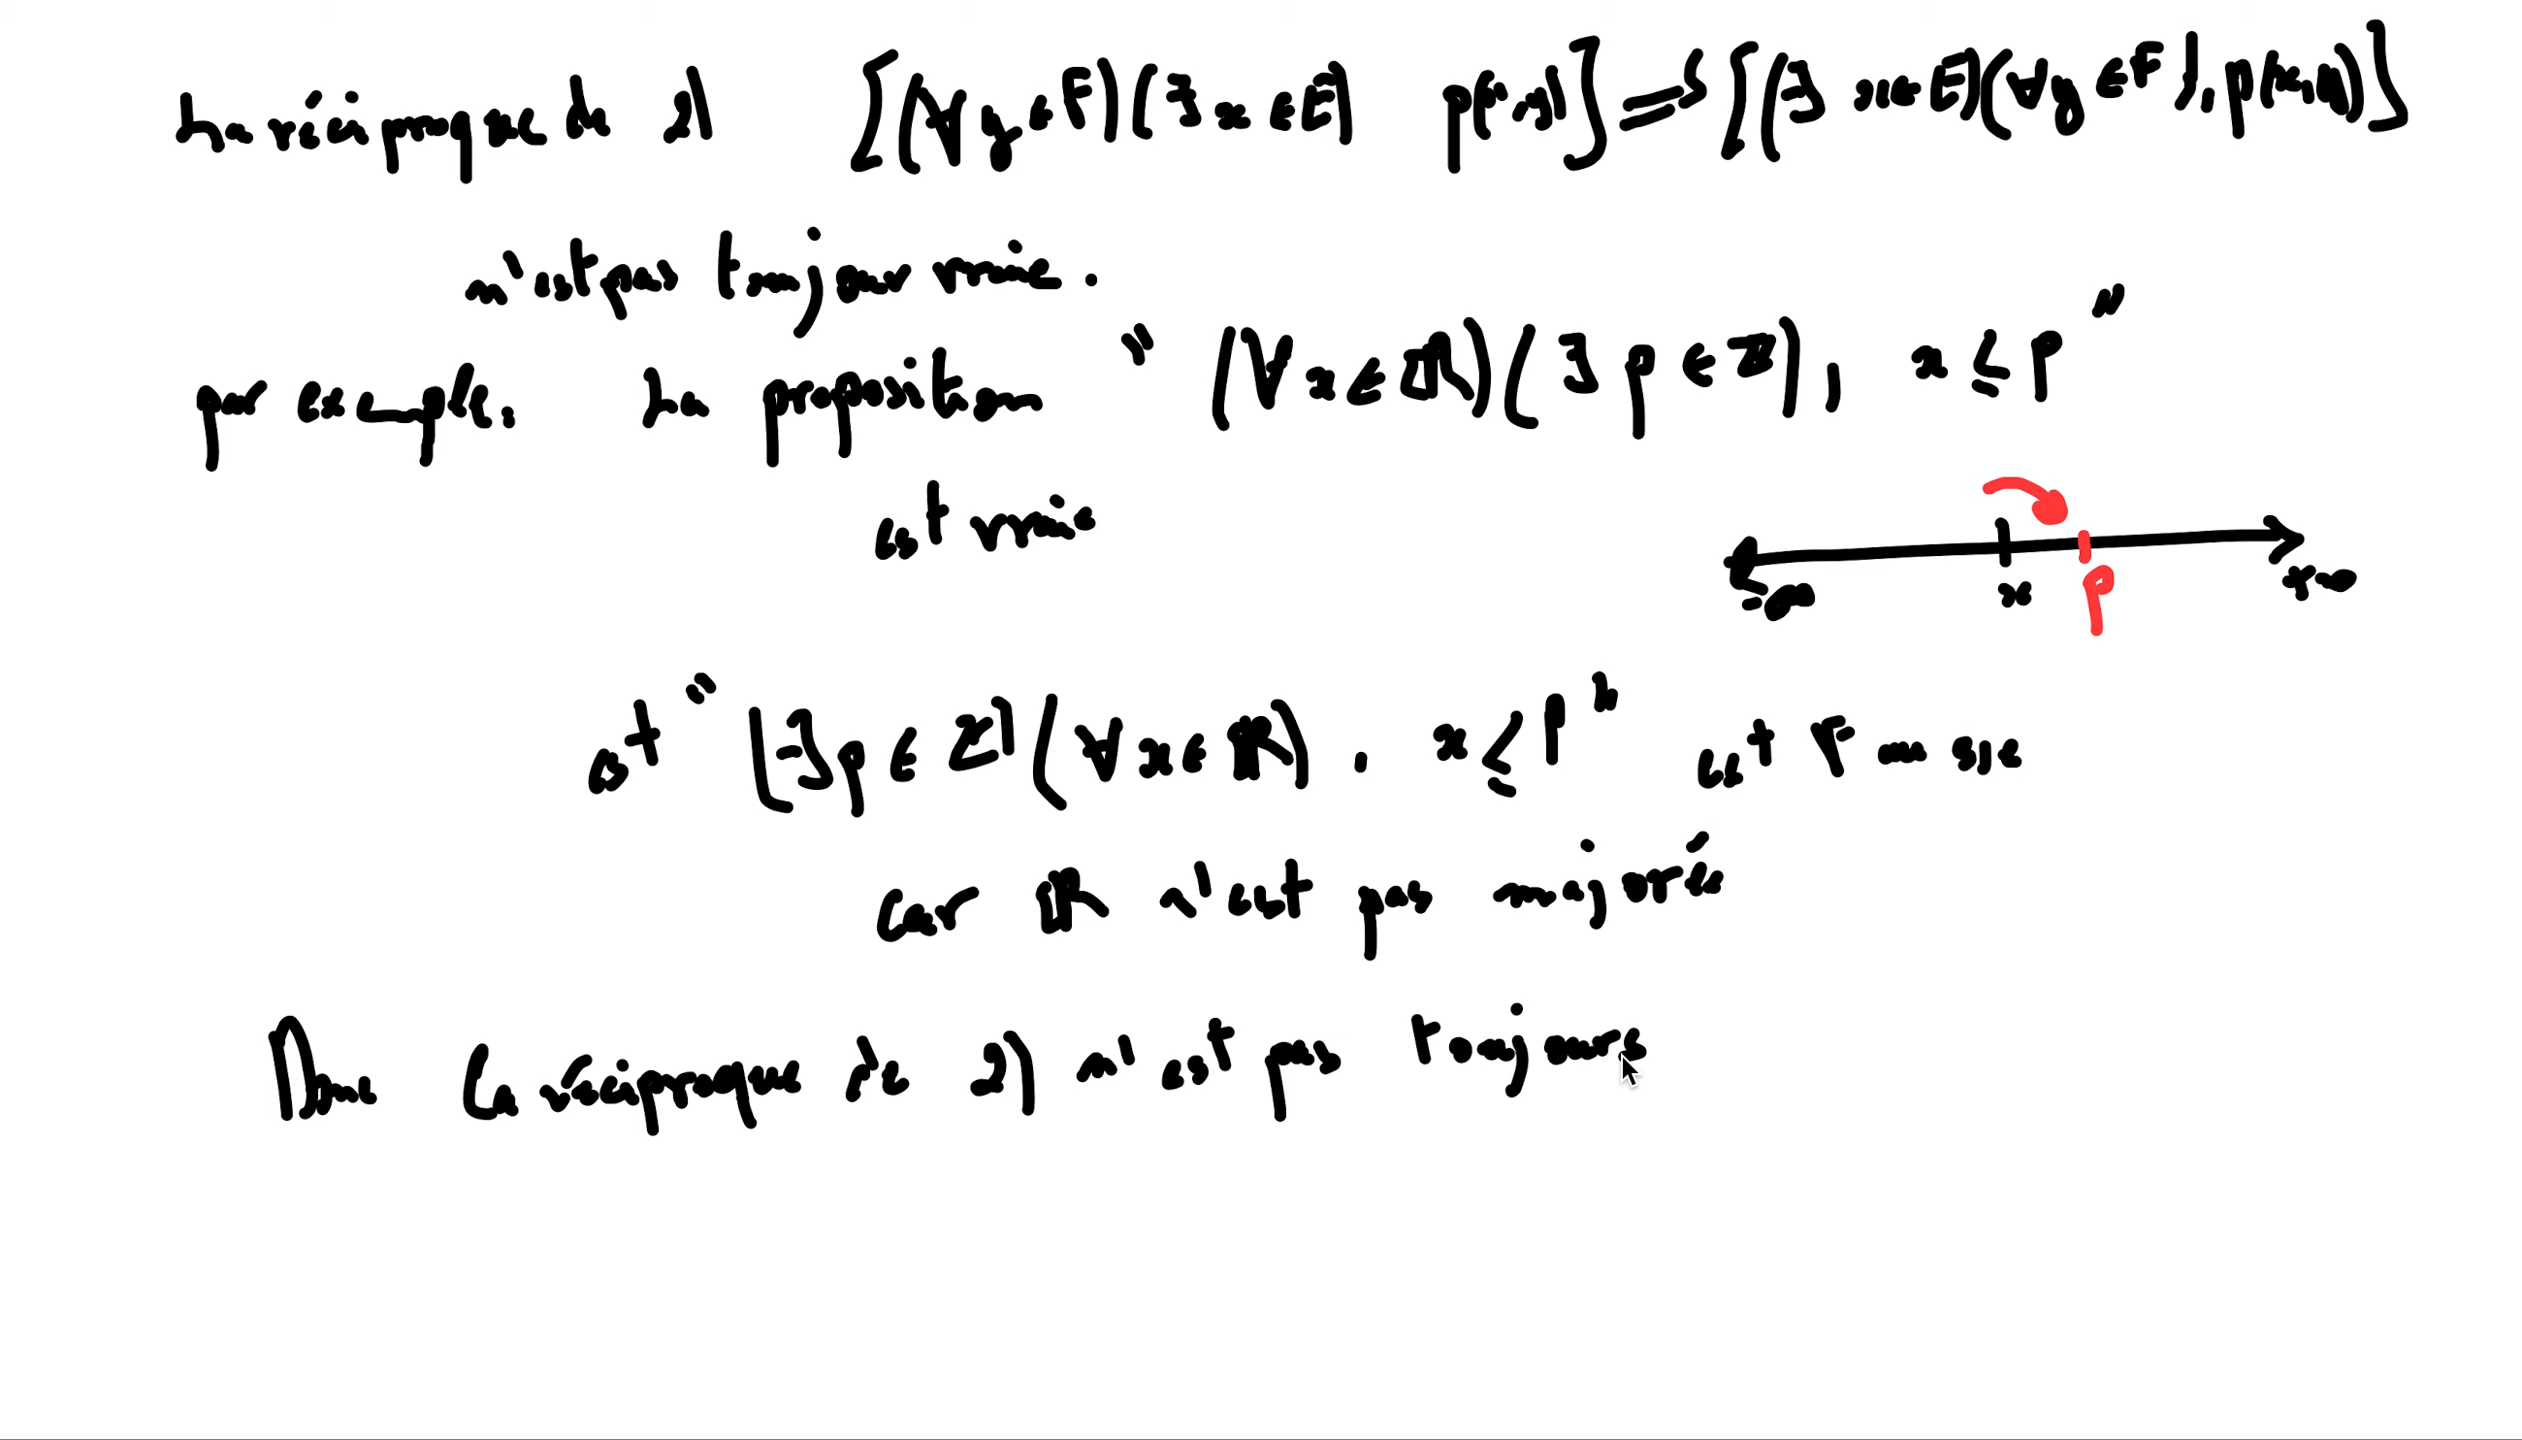 La réciproque de 2) [(∀y∈F)(∃x∈E) p(x,y)] ⇒ [(∃x∈E)(∀y∈F), p(x,y)]
n'est pas toujour vraie.
par exemple: La proposition "(∀x∈ℝ)(∃p∈ℤ), x ≤ p"
est vraie
-∞ x p +∞
et "(∃p∈ℤ)(∀x∈ℝ). x ≤ p" est Fausse
car ℝ n'est pas majorée
Donc la réciproque de 2) n'est pas toujours